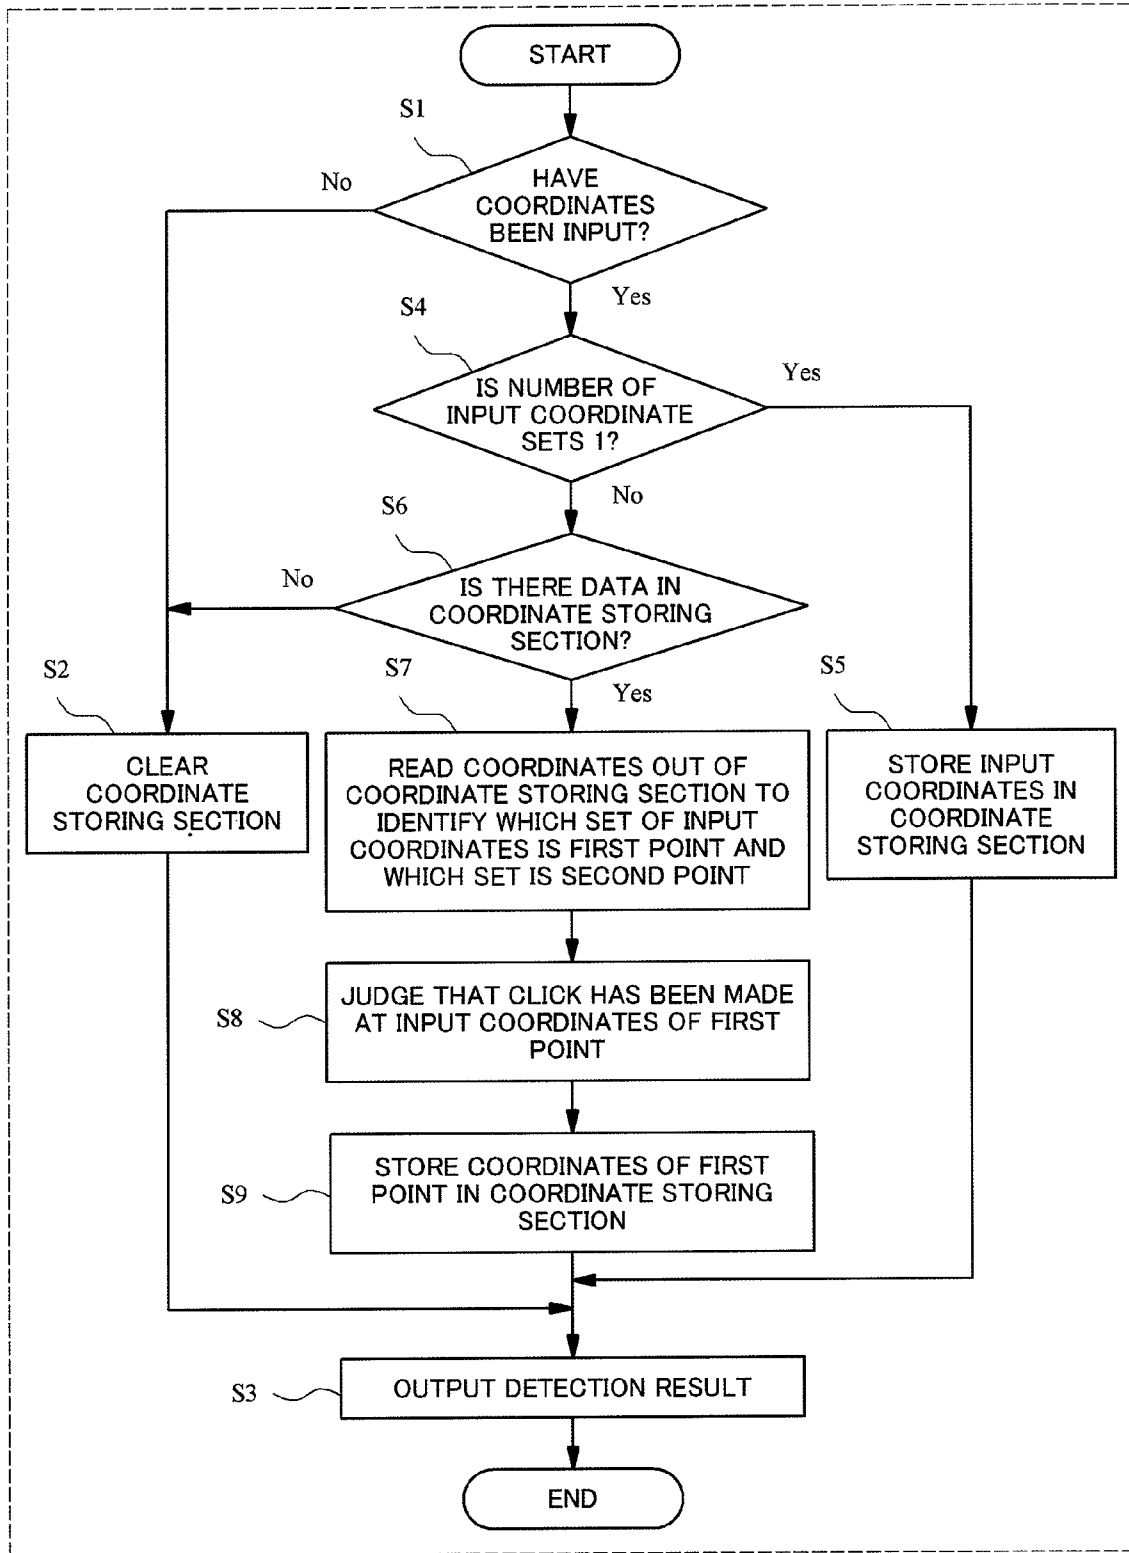 START
S1
HAVE
COORDINATES
BEEN INPUT?
No
Yes
S4
IS NUMBER OF
INPUT COORDINATE
SETS 1?
Yes
No
S6
IS THERE DATA IN
COORDINATE STORING
SECTION?
No
Yes
S2
CLEAR
COORDINATE
STORING SECTION
S7
READ COORDINATES OUT OF
COORDINATE STORING SECTION TO
IDENTIFY WHICH SET OF INPUT
COORDINATES IS FIRST POINT AND
WHICH SET IS SECOND POINT
S5
STORE INPUT
COORDINATES IN
COORDINATE
STORING SECTION
S8
JUDGE THAT CLICK HAS BEEN MADE
AT INPUT COORDINATES OF FIRST
POINT
S9
STORE COORDINATES OF FIRST
POINT IN COORDINATE STORING
SECTION
S3
OUTPUT DETECTION RESULT
END